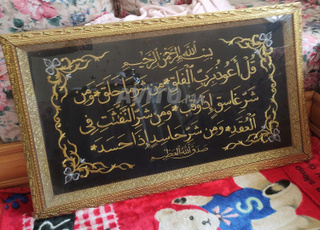 بسم الله الرحمن الرحيم
قل أعوذ برب الفلق من شر ما خلق ومن
شر غاسق إذا وقب ومن شر النفثت في
العقد ومن شر حاسد إذا حسد
صدق الله العظيم